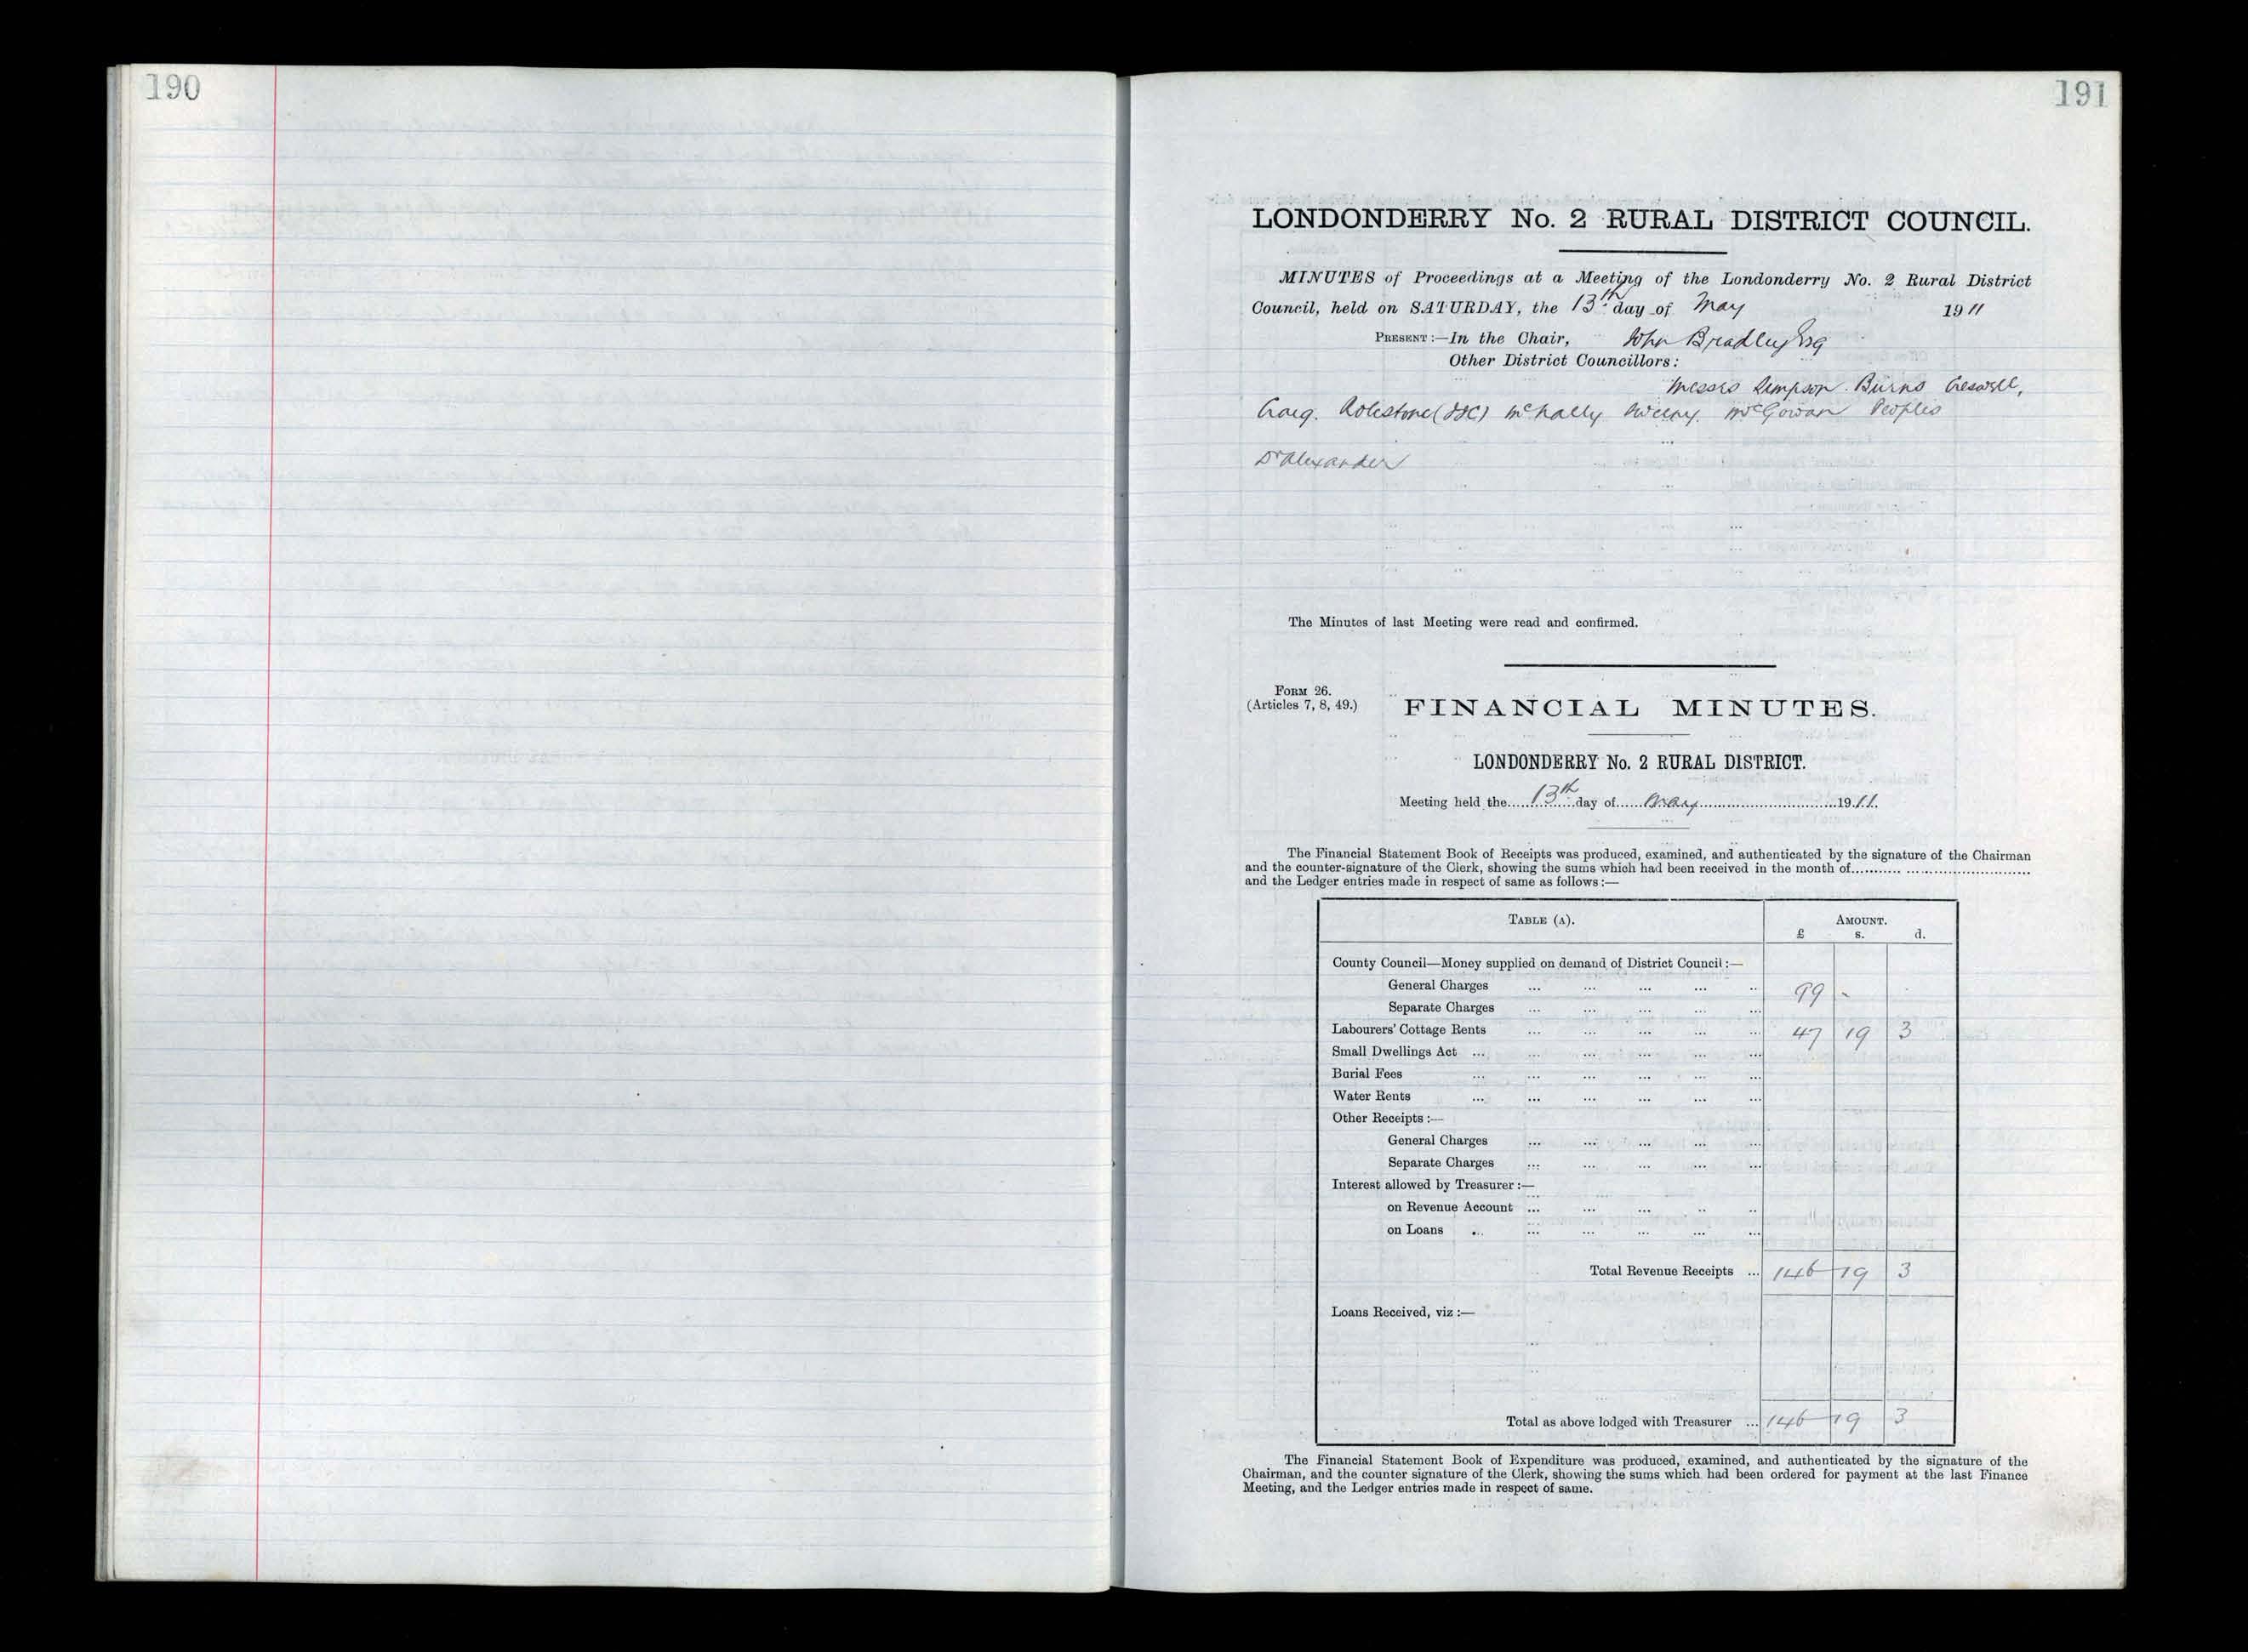 190
191
LONDONDERRY No. 2 RURAL DISTRICT COUNCIL.
MINUTES of Proceedings at a Meeting of the Londonderry No. 2 Rural District
Council, held on SATURDAY, the 13th day of May 1911
PRESENT:—In the Chair, John Bradley Esq
Other District Councillors:
Messrs Simpson Burns Creswell,
Craig. Rolestone (JJC) McNally Sweeny. McGowan Peoples
Dr Alexander
The Minutes of last Meeting were read and confirmed.
FORM 26.
(Articles 7, 8, 49.)
FINANCIAL MINUTES.
LONDONDERRY No. 2 RURAL DISTRICT.
Meeting held the 13th day of May 1911.
The Financial Statement Book of Receipts was produced, examined, and authenticated by the signature of the Chairman
and the counter-signature of the Clerk, showing the sums which had been received in the month of
and the Ledger entries made in respect of same as follows:—
TABLE (A). AMOUNT.
£ s. d.
County Council—Money supplied on demand of District Council:—
General Charges ... 99 -
Separate Charges ...
Labourers' Cottage Rents ... 47 19 3
Small Dwellings Act ...
Burial Fees ...
Water Rents ...
Other Receipts:—
General Charges ...
Separate Charges ...
Interest allowed by Treasurer:—
on Revenue Account ...
on Loans ...
Total Revenue Receipts ... 146 19 3
Loans Received, viz:—
Total as above lodged with Treasurer ... 146 19 3
The Financial Statement Book of Expenditure was produced, examined, and authenticated by the signature of the
Chairman, and the counter signature of the Clerk, showing the sums which had been ordered for payment at the last Finance
Meeting, and the Ledger entries made in respect of same.